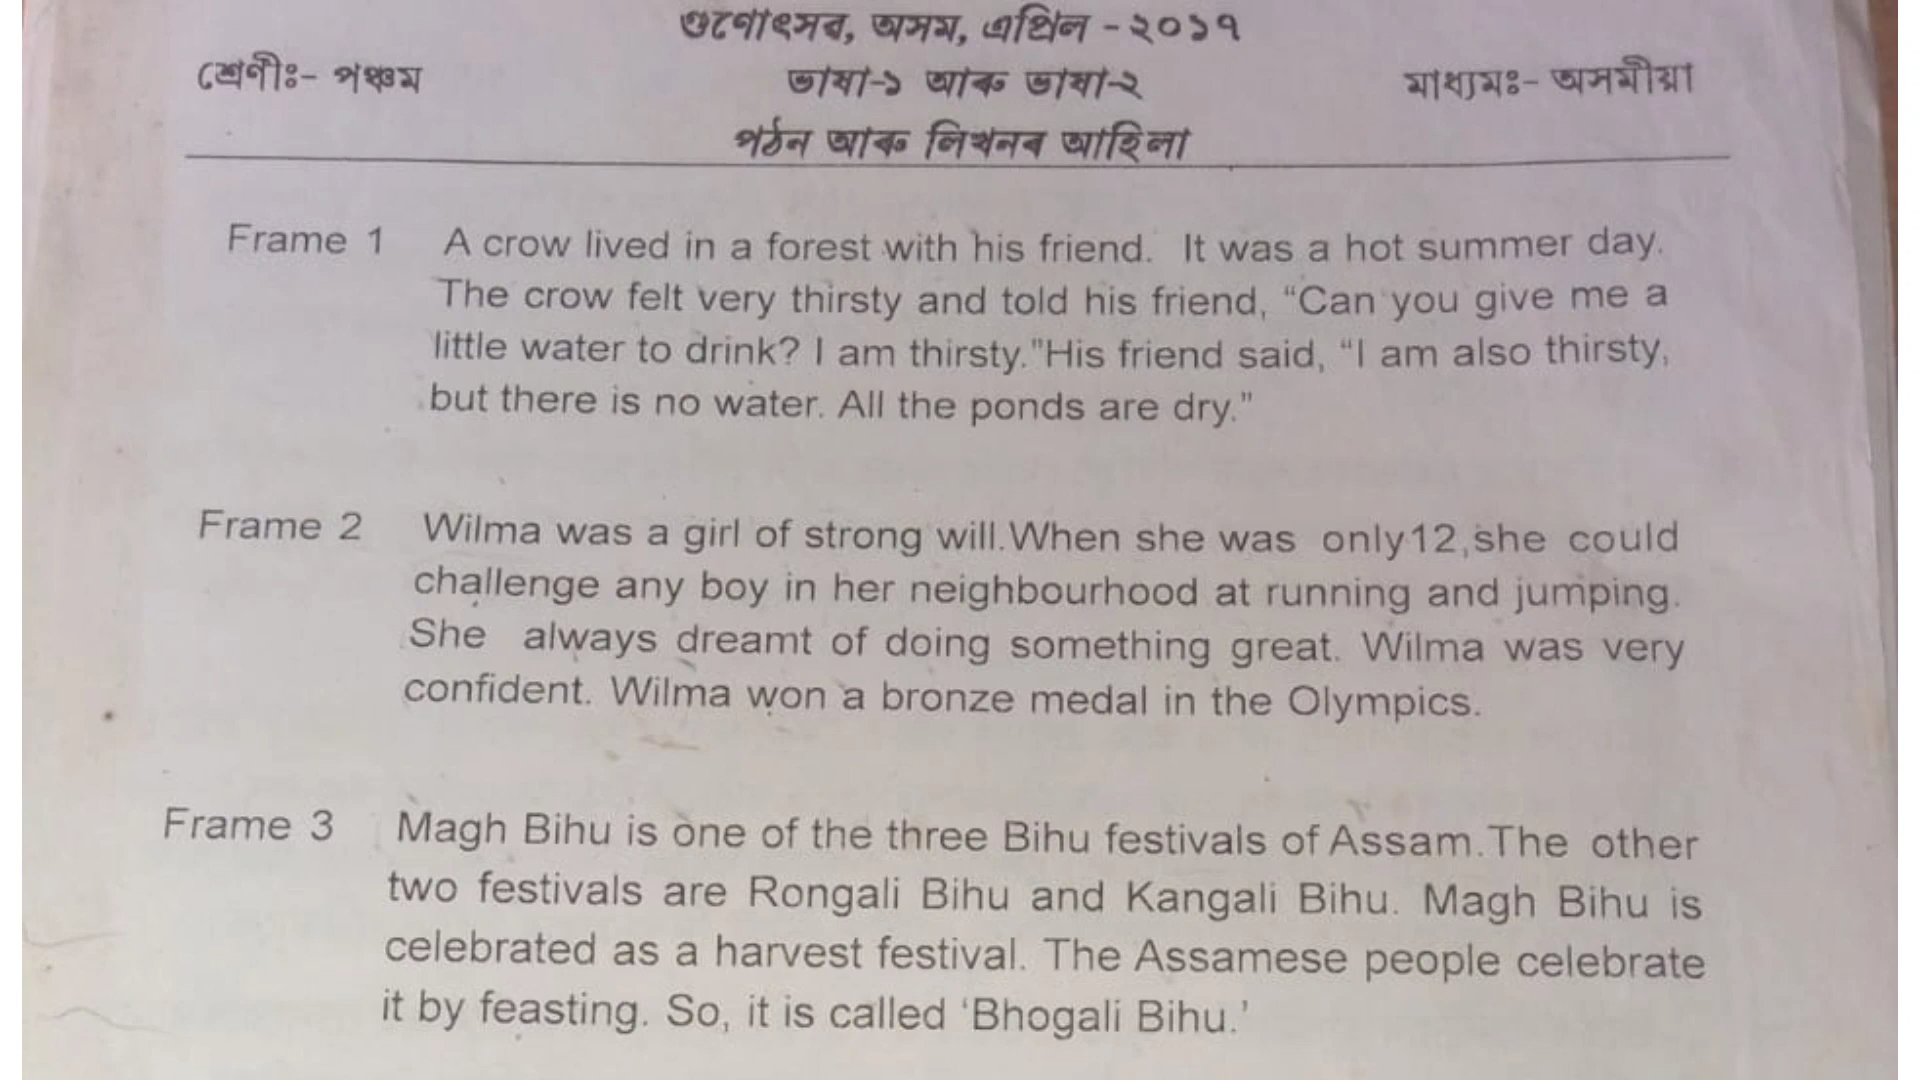 গুণোৎসৱ, অসম, এপ্ৰিল - ২০১৭
শ্ৰেণীঃ- পঞ্চম ভাষা-১ আৰু ভাষা-২ মাধ্যমঃ- অসমীয়া
পঠন আৰু লিখনৰ আহিলা
Frame 1 A crow lived in a forest with his friend. It was a hot summer day.
The crow felt very thirsty and told his friend, “Can you give me a
little water to drink? I am thirsty."His friend said, “I am also thirsty,
but there is no water. All the ponds are dry.”
Frame 2 Wilma was a girl of strong will.When she was only12,she could
challenge any boy in her neighbourhood at running and jumping.
She always dreamt of doing something great. Wilma was very
confident. Wilma won a bronze medal in the Olympics.
Frame 3 Magh Bihu is one of the three Bihu festivals of Assam.The other
two festivals are Rongali Bihu and Kangali Bihu. Magh Bihu is
celebrated as a harvest festival. The Assamese people celebrate
it by feasting. So, it is called ‘Bhogali Bihu.’